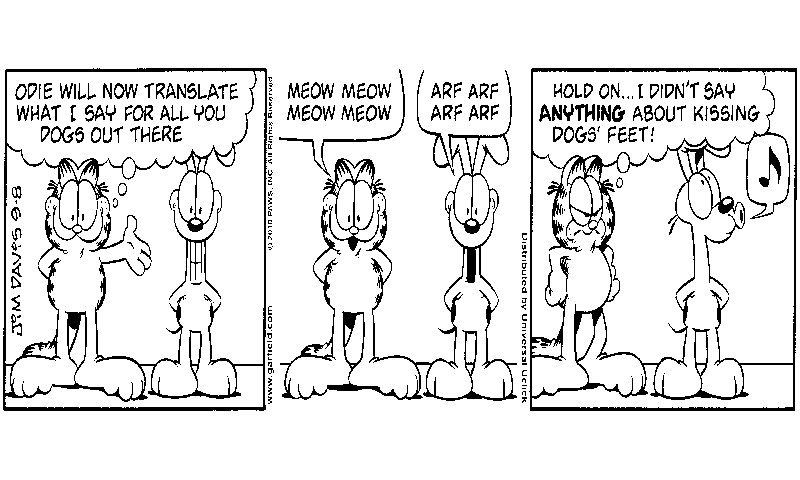 ODIE WILL NOW TRANSLATE
WHAT I SAY FOR ALL YOU
DOGS OUT THERE
JIM DAVIS 9-8
© 2010 PAWS, INC. All Rights Reserved
www.garfield.com
MEOW MEOW
MEOW MEOW
ARF ARF
ARF ARF
Distributed by Universal Uclick
HOLD ON...I DIDN'T SAY
ANYTHING ABOUT KISSING
DOGS' FEET!